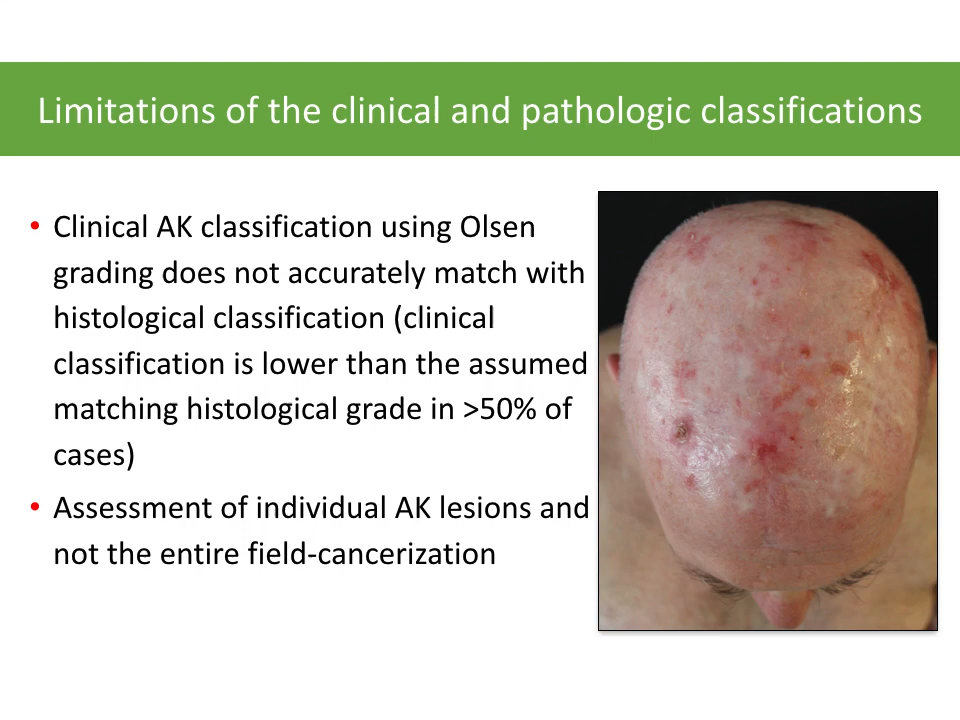 Limitations of the clinical and pathologic classifications
• Clinical AK classification using Olsen
grading does not accurately match with
histological classification (clinical
classification is lower than the assumed
matching histological grade in >50% of
cases)
• Assessment of individual AK lesions and
not the entire field-cancerization